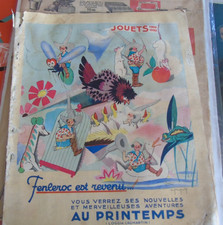 JOUETS
Fenleroc est revenu...
VOUS VERREZ SES NOUVELLES
ET MERVEILLEUSES AVENTURES
AU PRINTEMPS